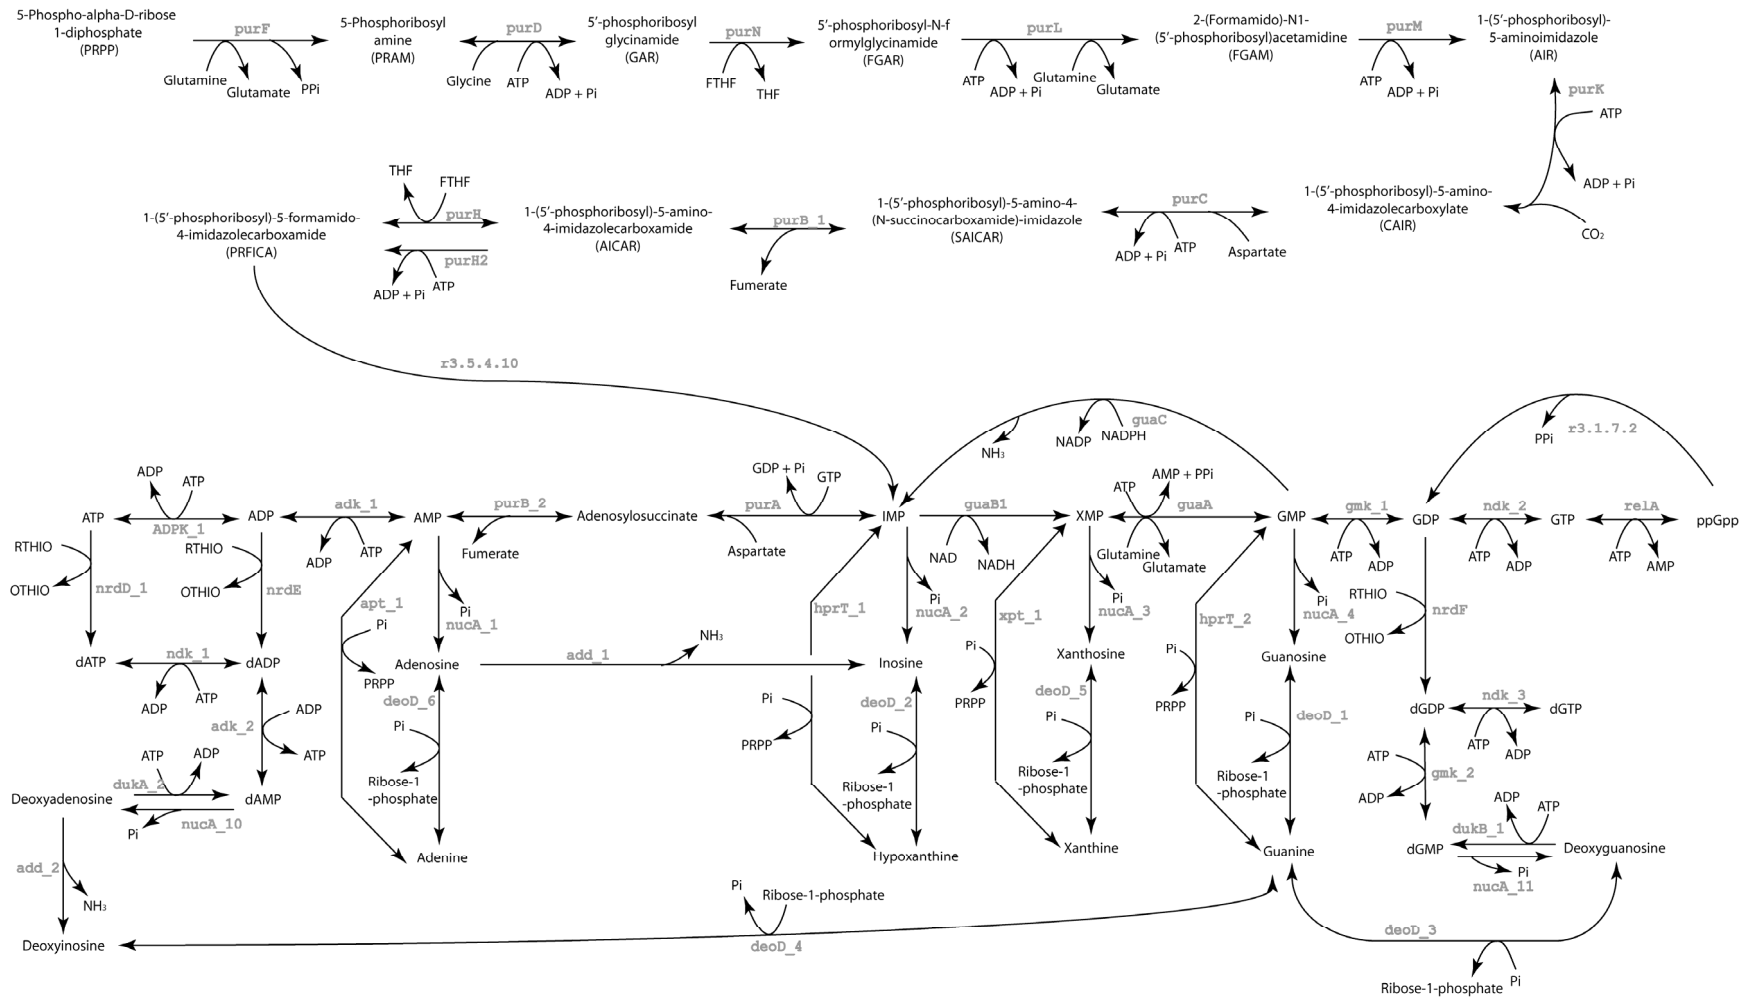 5-Phospho-alpha-D-ribose
1-diphosphate
(PRPP)
purF
Glutamine
Glutamate
PPi
5-Phosphoribosyl
amine
(PRAM)
purD
Glycine
ATP
ADP + Pi
5’-phosphoribosyl
glycinamide
(GAR)
purN
FTHF
THF
5’-phosphoribosyl-N-f
ormylglycinamide
(FGAR)
purL
ATP
ADP + Pi
Glutamine
Glutamate
2-(Formamido)-N1-
(5’-phosphoribosyl)acetamidine
(FGAM)
purM
ATP
ADP + Pi
1-(5’-phosphoribosyl)-
5-aminoimidazole
(AIR)
purK
ATP
ADP + Pi
CO2
1-(5’-phosphoribosyl)-5-amino-
4-imidazolecarboxylate
(CAIR)
purC
ADP + Pi
ATP
Aspartate
1-(5’-phosphoribosyl)-5-amino-4-
(N-succinocarboxamide)-imidazole
(SAICAR)
purB_1
Fumerate
1-(5’-phosphoribosyl)-5-amino-
4-imidazolecarboxamide
(AICAR)
THF
FTHF
purH
purH2
ADP + Pi
ATP
1-(5’-phosphoribosyl)-5-formamido-
4-imidazolecarboxamide
(PRFICA)
r3.5.4.10
guaC
NH3
NADP
NADPH
r3.1.7.2
PPi
ATP
ADP
ATP
ADPK_1
ADP
adk_1
ADP
ATP
AMP
purB_2
Fumerate
Adenosylosuccinate
purA
GDP + Pi
GTP
Aspartate
IMP
guaB1
NAD
NADH
XMP
ATP
AMP + PPi
guaA
Glutamine
Glutamate
GMP
gmk_1
ATP
ADP
GDP
ndk_2
ATP
ADP
GTP
relA
ATP
AMP
ppGpp
RTHIO
OTHIO
nrdD_1
RTHIO
OTHIO
nrdE
apt_1
Pi
PRPP
Pi
nucA_1
hprT_1
Pi
nucA_2
xpt_1
Pi
nucA_3
hprT_2
Pi
nucA_4
RTHIO
OTHIO
nrdF
dATP
ndk_1
ADP
ATP
dADP
Adenosine
add_1
NH3
Inosine
Xanthosine
Guanosine
adk_2
ADP
ATP
deoD_6
Pi
Ribose-1
-phosphate
Pi
PRPP
deoD_2
Pi
Ribose-1
-phosphate
Pi
PRPP
deoD_5
Pi
Ribose-1
-phosphate
Pi
PRPP
deoD_1
Pi
Ribose-1
-phosphate
dGDP
ndk_3
ATP
ADP
dGTP
ATP
ADP
gmk_2
Deoxyadenosine
ATP
ADP
dukA_2
dAMP
Pi
nucA_10
Adenine
Hypoxanthine
Xanthine
Guanine
dGMP
ADP
ATP
dukB_1
Pi
nucA_11
Deoxyguanosine
add_2
NH3
Deoxyinosine
Pi
Ribose-1-phosphate
deoD_4
deoD_3
Ribose-1-phosphate
Pi